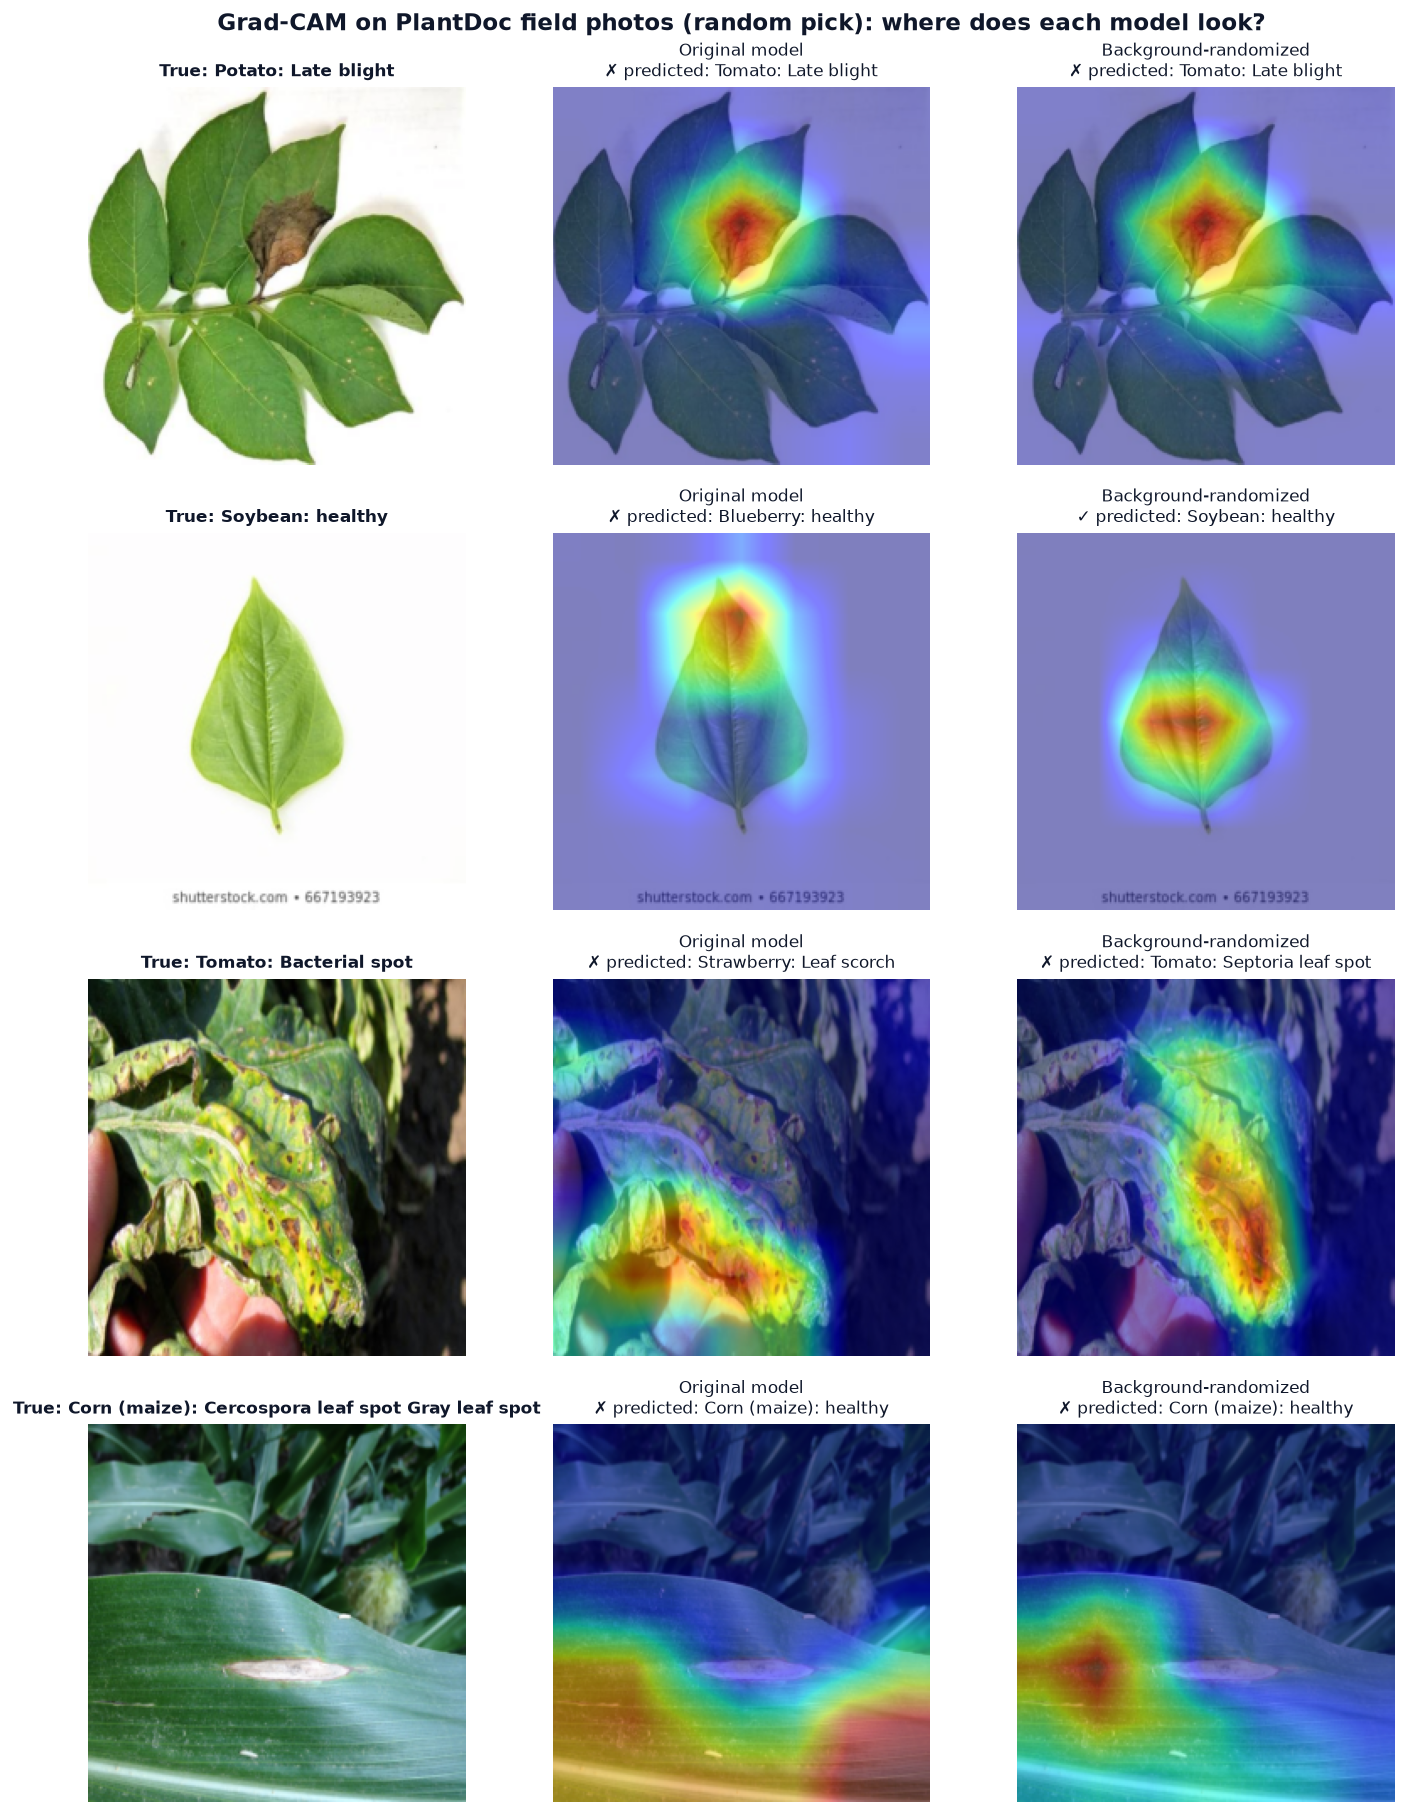 Grad-CAM on PlantDoc field photos (random pick): where does each model look?
True: Potato: Late blight
Original model
✗ predicted: Tomato: Late blight
Background-randomized
✗ predicted: Tomato: Late blight
True: Soybean: healthy
Original model
✗ predicted: Blueberry: healthy
Background-randomized
✓ predicted: Soybean: healthy
shutterstock.com • 667193923
shutterstock.com • 667193923
shutterstock.com • 667193923
True: Tomato: Bacterial spot
Original model
✗ predicted: Strawberry: Leaf scorch
Background-randomized
✗ predicted: Tomato: Septoria leaf spot
True: Corn (maize): Cercospora leaf spot Gray leaf spot
Original model
✗ predicted: Corn (maize): healthy
Background-randomized
✗ predicted: Corn (maize): healthy